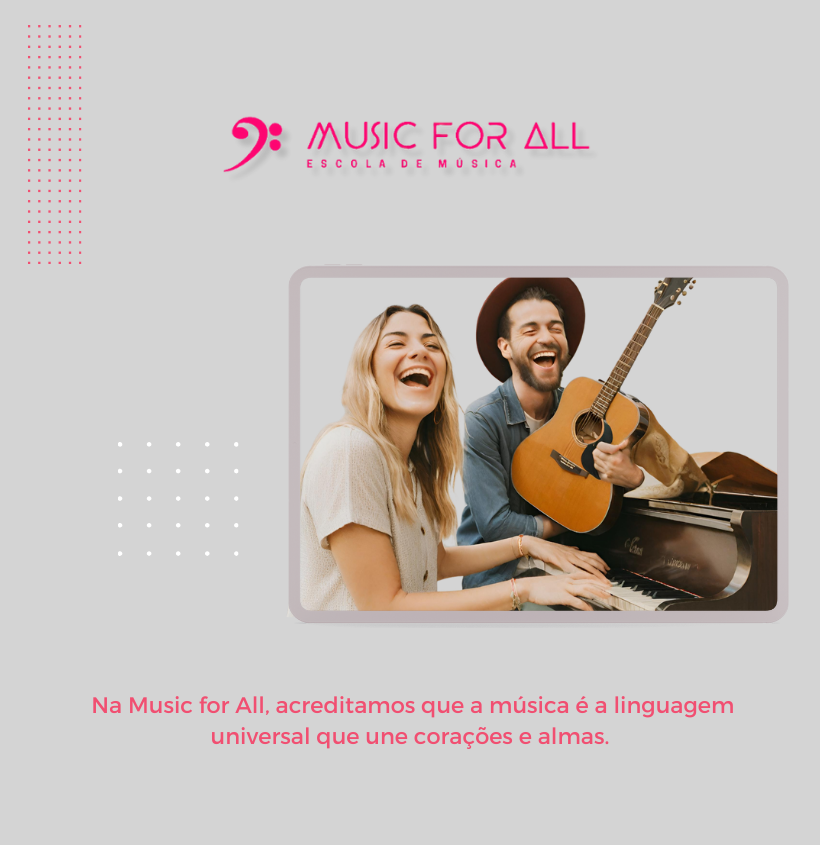 MUSIC FOR ALL
ESCOLA DE MÚSICA
Na Music for All, acreditamos que a música é a linguagem
universal que une corações e almas.